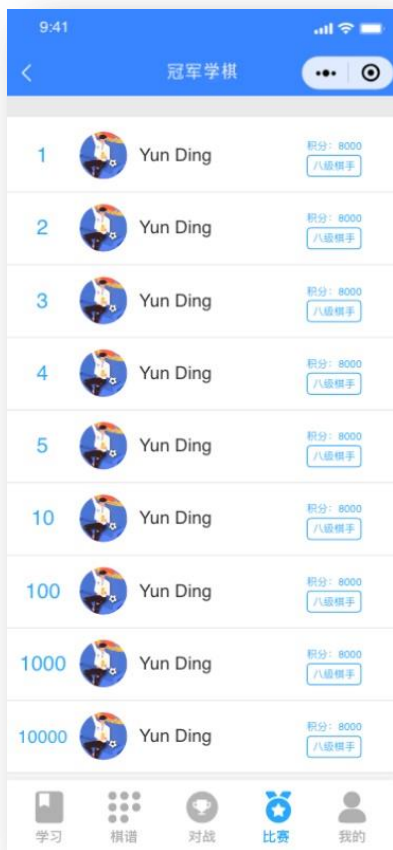 9:41
冠军学棋
1 Yun Ding 积分：8000
八级棋手
2 Yun Ding 积分：8000
八级棋手
3 Yun Ding 积分：8000
八级棋手
4 Yun Ding 积分：8000
八级棋手
5 Yun Ding 积分：8000
八级棋手
10 Yun Ding 积分：8000
八级棋手
100 Yun Ding 积分：8000
八级棋手
1000 Yun Ding 积分：8000
八级棋手
10000 Yun Ding 积分：8000
八级棋手
学习 棋谱 对战 比赛 我的